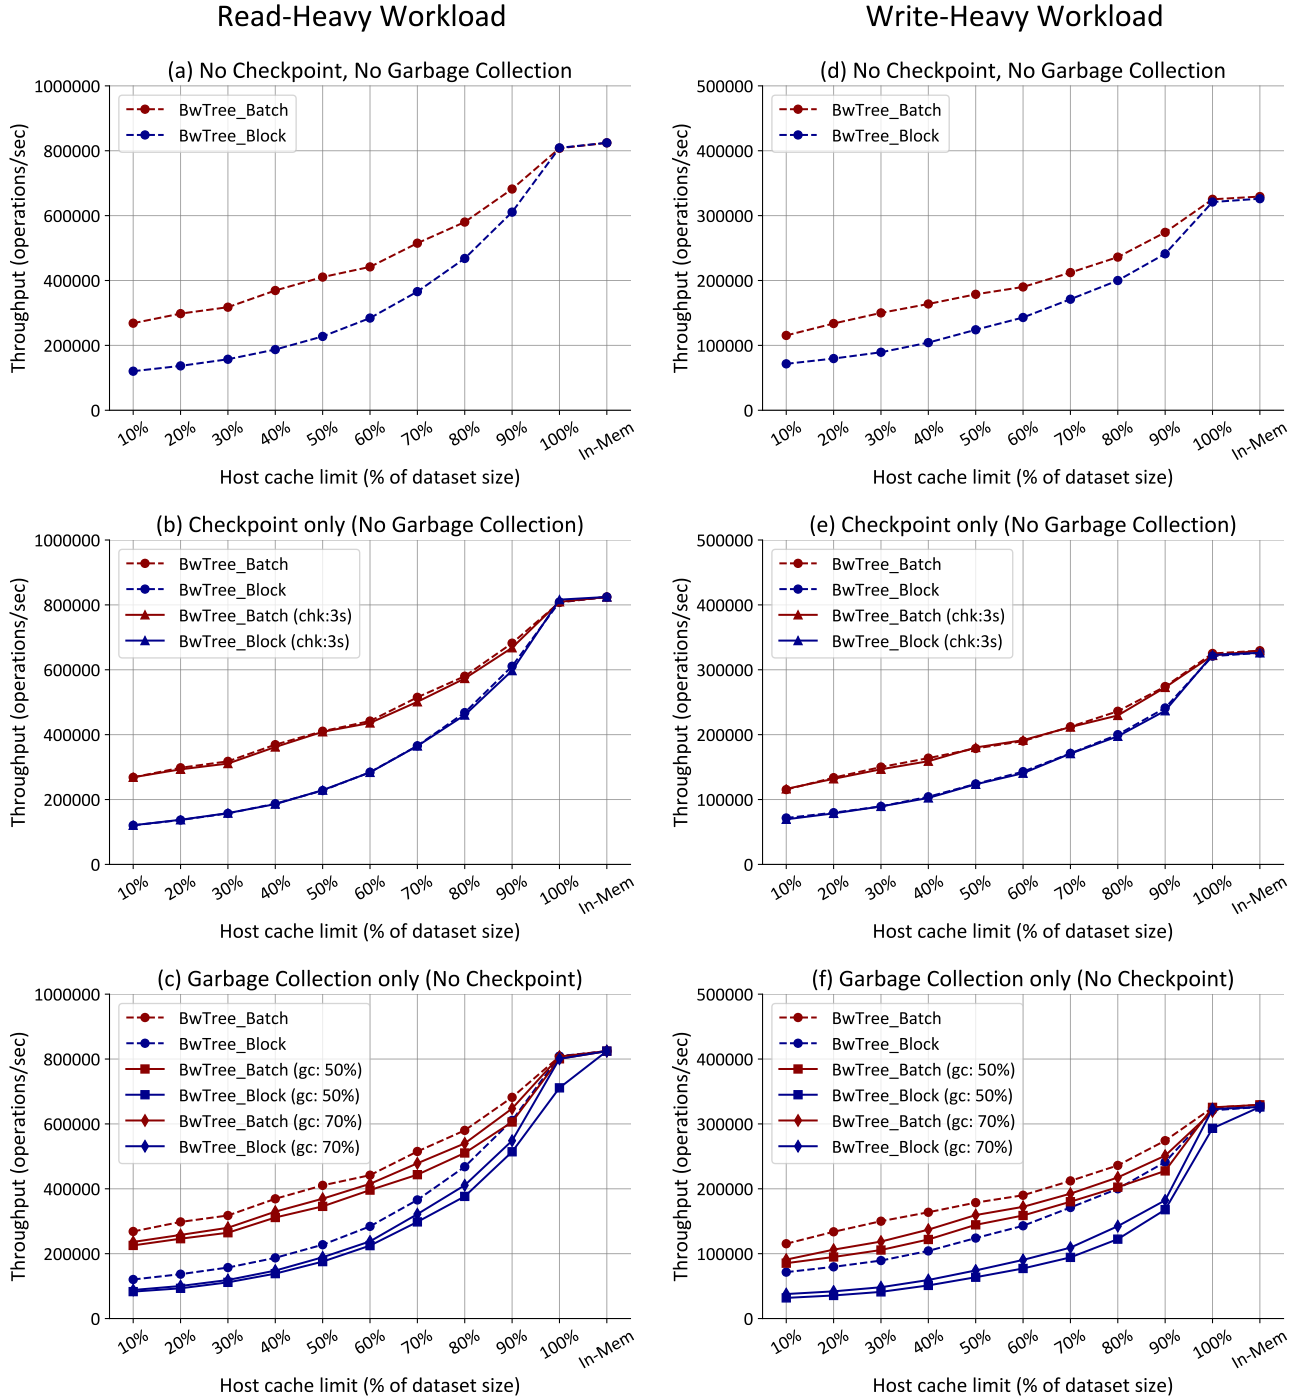 Read-Heavy Workload
Write-Heavy Workload
(a) No Checkpoint, No Garbage Collection
Throughput (operations/sec)
1000000
800000
600000
400000
200000
0
BwTree_Batch
BwTree_Block
10% 20% 30% 40% 50% 60% 70% 80% 90% 100% In-Mem
Host cache limit (% of dataset size)
(d) No Checkpoint, No Garbage Collection
Throughput (operations/sec)
500000
400000
300000
200000
100000
0
BwTree_Batch
BwTree_Block
10% 20% 30% 40% 50% 60% 70% 80% 90% 100% In-Mem
Host cache limit (% of dataset size)
(b) Checkpoint only (No Garbage Collection)
Throughput (operations/sec)
1000000
800000
600000
400000
200000
0
BwTree_Batch
BwTree_Block
BwTree_Batch (chk:3s)
BwTree_Block (chk:3s)
10% 20% 30% 40% 50% 60% 70% 80% 90% 100% In-Mem
Host cache limit (% of dataset size)
(e) Checkpoint only (No Garbage Collection)
Throughput (operations/sec)
500000
400000
300000
200000
100000
0
BwTree_Batch
BwTree_Block
BwTree_Batch (chk:3s)
BwTree_Block (chk:3s)
10% 20% 30% 40% 50% 60% 70% 80% 90% 100% In-Mem
Host cache limit (% of dataset size)
(c) Garbage Collection only (No Checkpoint)
Throughput (operations/sec)
1000000
800000
600000
400000
200000
0
BwTree_Batch
BwTree_Block
BwTree_Batch (gc: 50%)
BwTree_Block (gc: 50%)
BwTree_Batch (gc: 70%)
BwTree_Block (gc: 70%)
10% 20% 30% 40% 50% 60% 70% 80% 90% 100% In-Mem
Host cache limit (% of dataset size)
(f) Garbage Collection only (No Checkpoint)
Throughput (operations/sec)
500000
400000
300000
200000
100000
0
BwTree_Batch
BwTree_Block
BwTree_Batch (gc: 50%)
BwTree_Block (gc: 50%)
BwTree_Batch (gc: 70%)
BwTree_Block (gc: 70%)
10% 20% 30% 40% 50% 60% 70% 80% 90% 100% In-Mem
Host cache limit (% of dataset size)